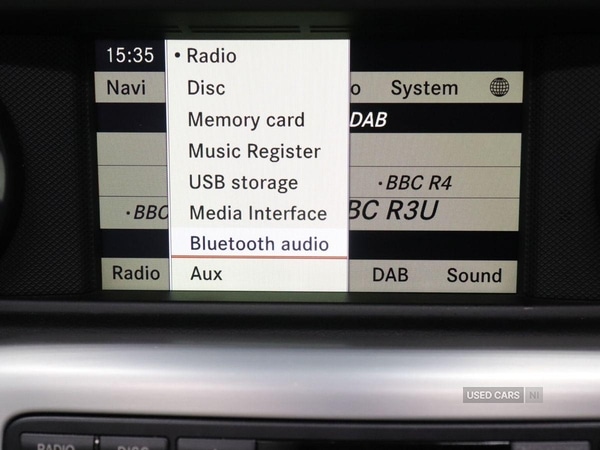 15:35
• Radio
Navi
Disc
o
System
Memory card
DAB
Music Register
USB storage
• BBC R4
Media Interface
• BBC
BC R3U
Bluetooth audio
Radio
Aux
DAB
Sound
USED CARS NI
RADIO
DISC